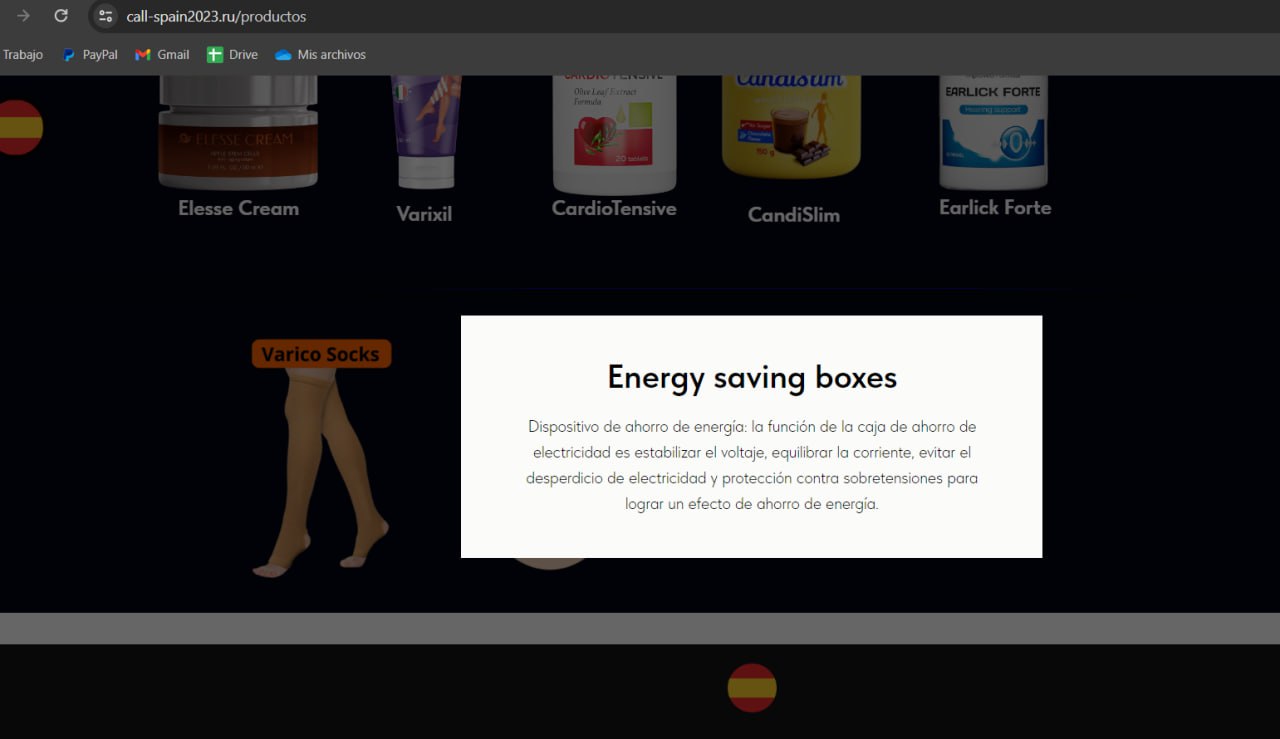 call-spain2023.ru/productos
Trabajo PayPal Gmail Drive Mis archivos
ELESSE CREAM
CARDIOTENSIVE
Olive Leaf Extract
Formula
20 tablets
Candislim
150 g
EARLICK FORTE
Hearing support
Elesse Cream
Varixil
CardioTensive
CandiSlim
Earlick Forte
Varico Socks
Energy saving boxes
Dispositivo de ahorro de energía: la función de la caja de ahorro de
electricidad es estabilizar el voltaje, equilibrar la corriente, evitar el
desperdicio de electricidad y protección contra sobretensiones para
lograr un efecto de ahorro de energía.